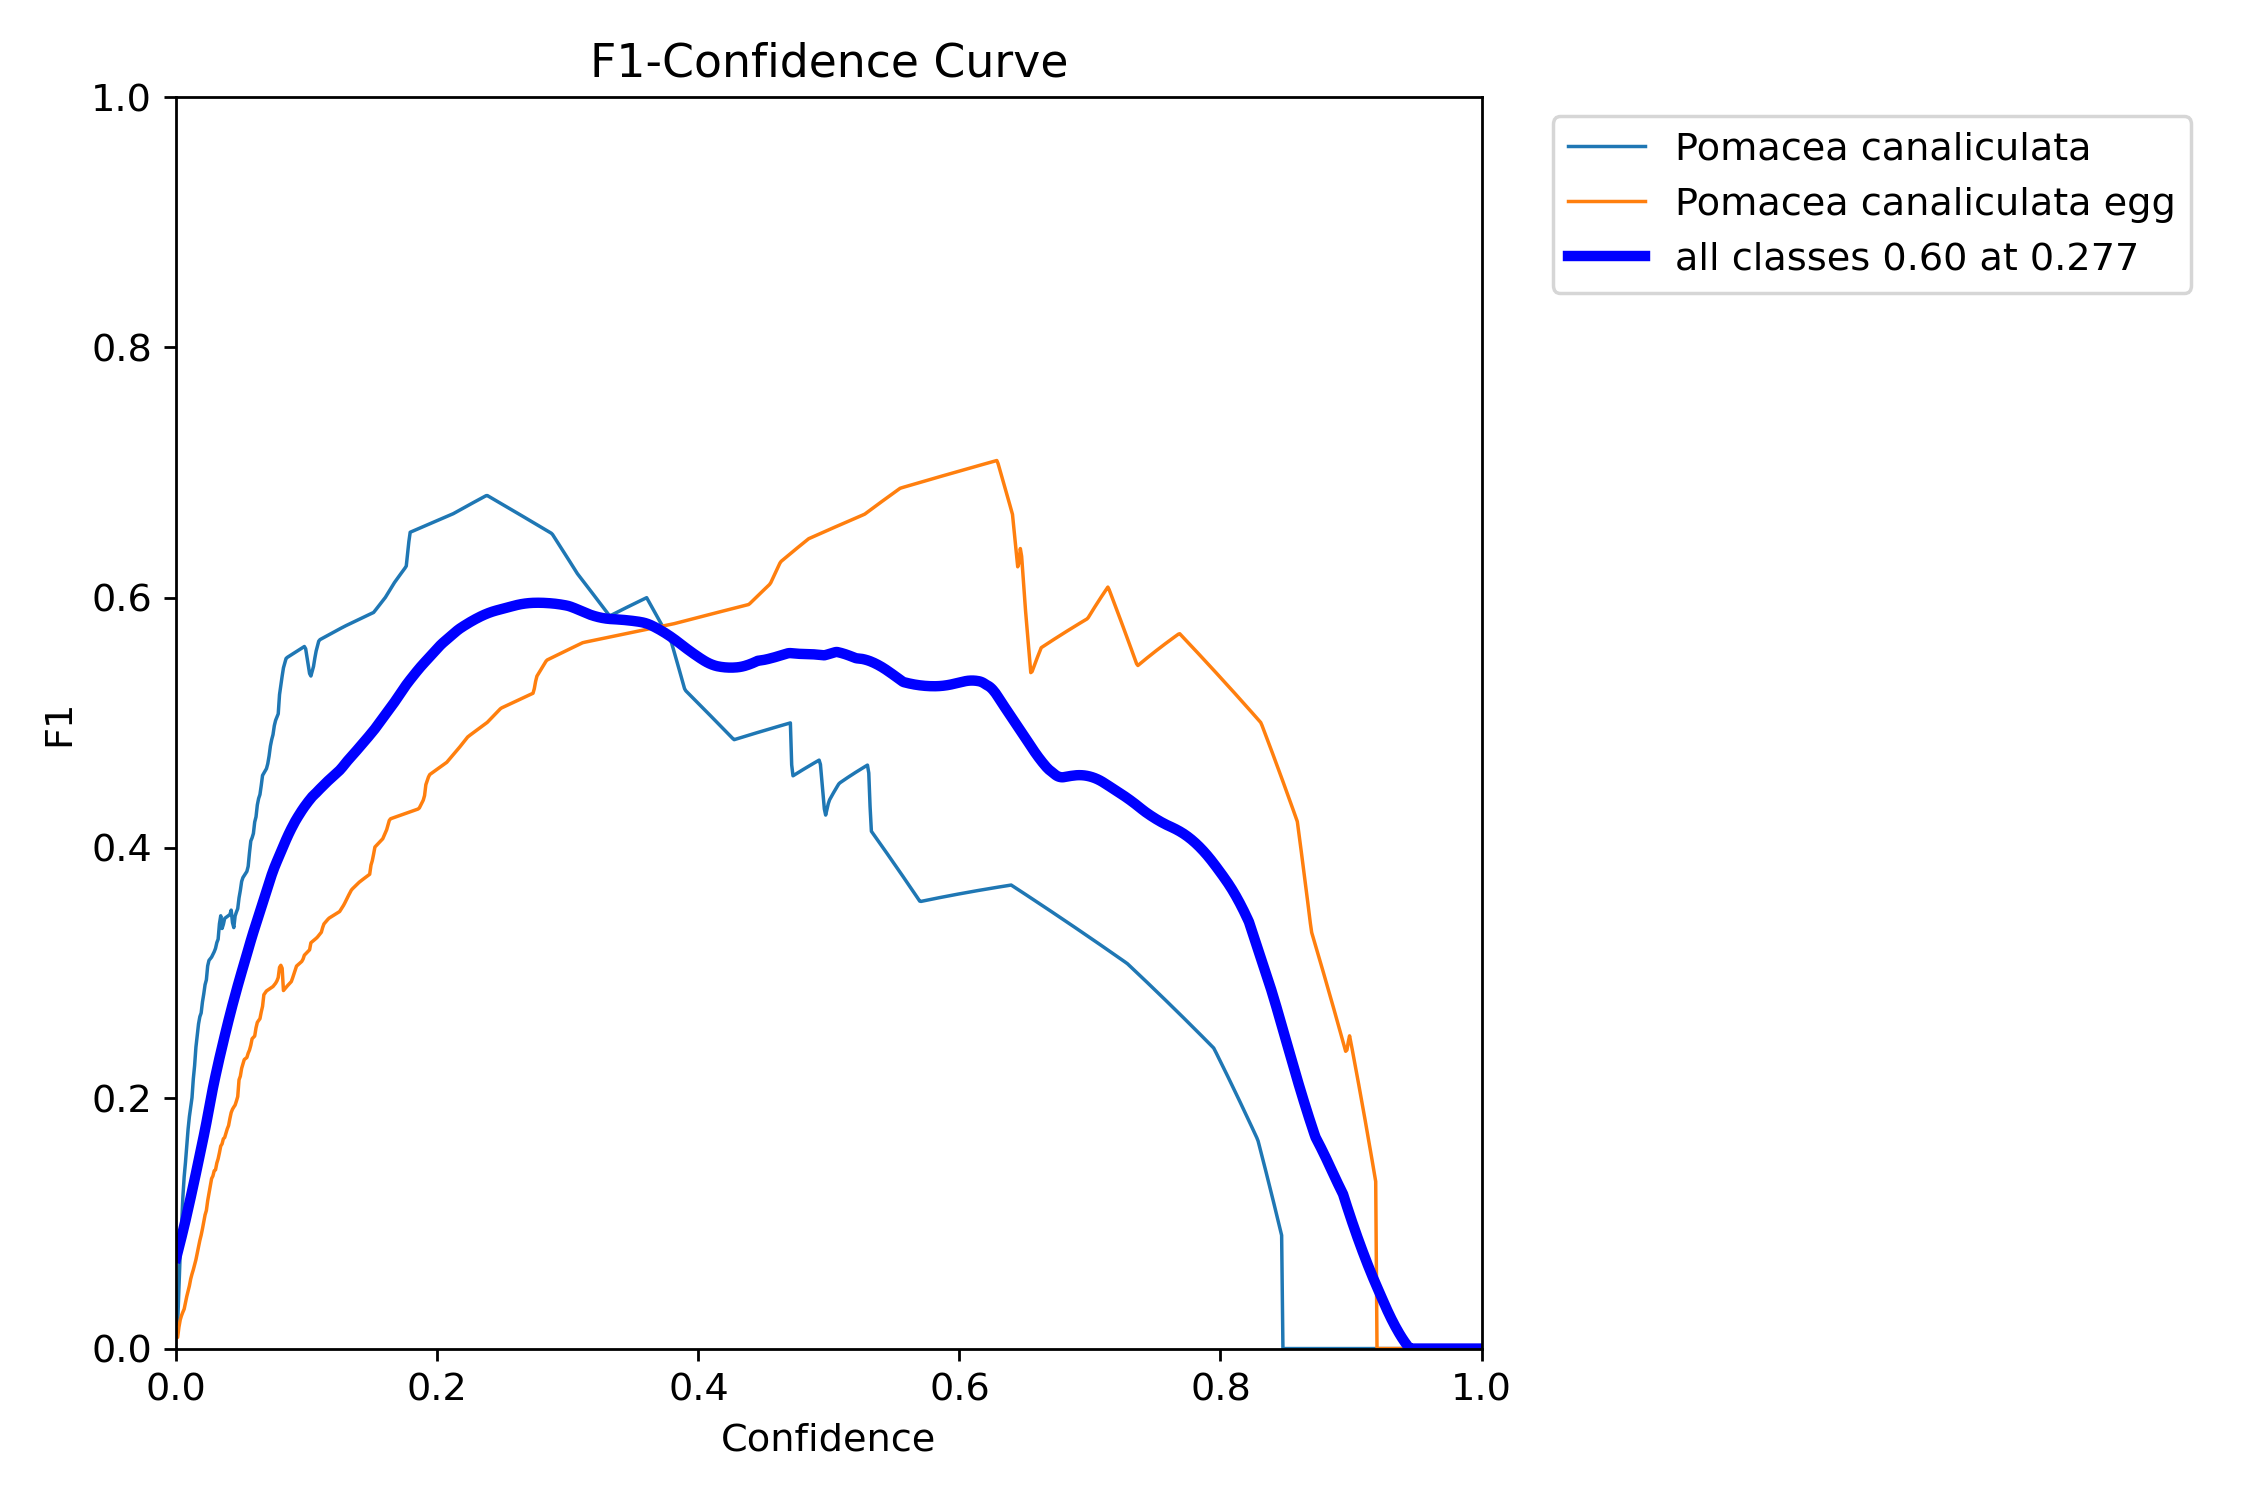 F1-Confidence Curve
1.0
0.8
0.6
0.4
0.2
0.0
F1
0.0 0.2 0.4 0.6 0.8 1.0
Confidence
Pomacea canaliculata
Pomacea canaliculata egg
all classes 0.60 at 0.277